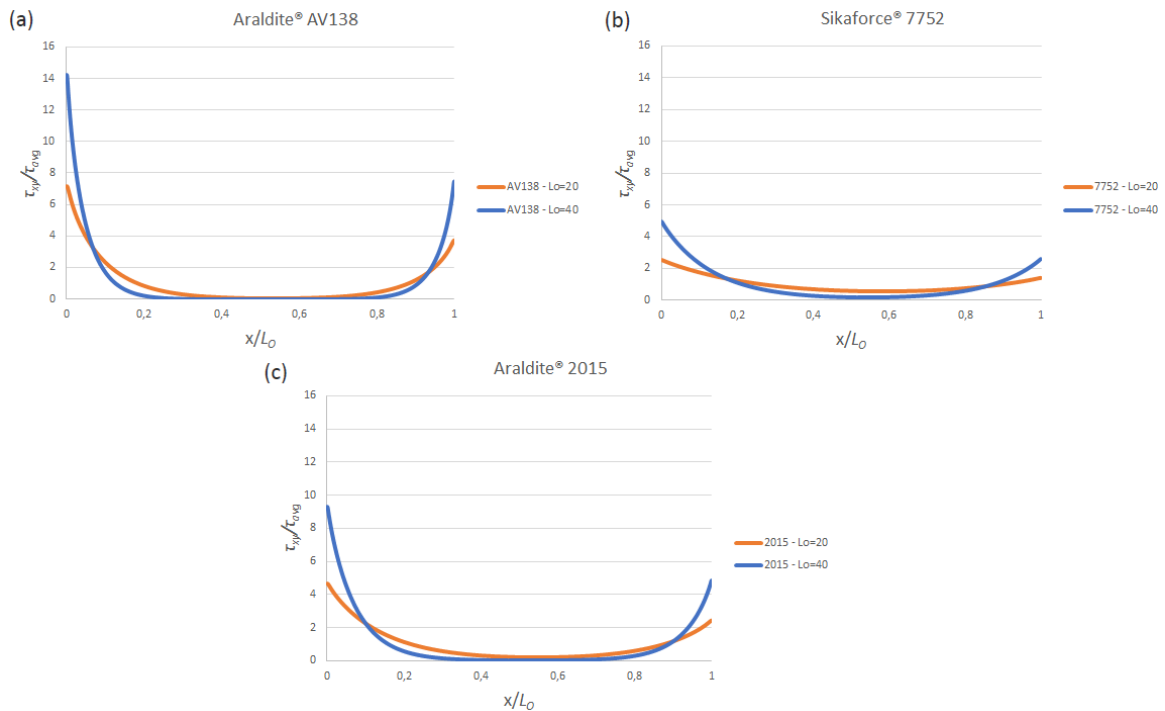 (a)
Araldite® AV138
16
14
12
10
8
6
4
2
0
τxy/τavg
0
0,2
0,4
0,6
0,8
1
x/LO
AV138 - Lo=20
AV138 - Lo=40
(b)
Sikaforce® 7752
16
14
12
10
8
6
4
2
0
τxy/τavg
0
0,2
0,4
0,6
0,8
1
x/LO
7752 - Lo=20
7752 - Lo=40
(c)
Araldite® 2015
16
14
12
10
8
6
4
2
0
τxy/τavg
0
0,2
0,4
0,6
0,8
1
x/LO
2015 - Lo=20
2015 - Lo=40